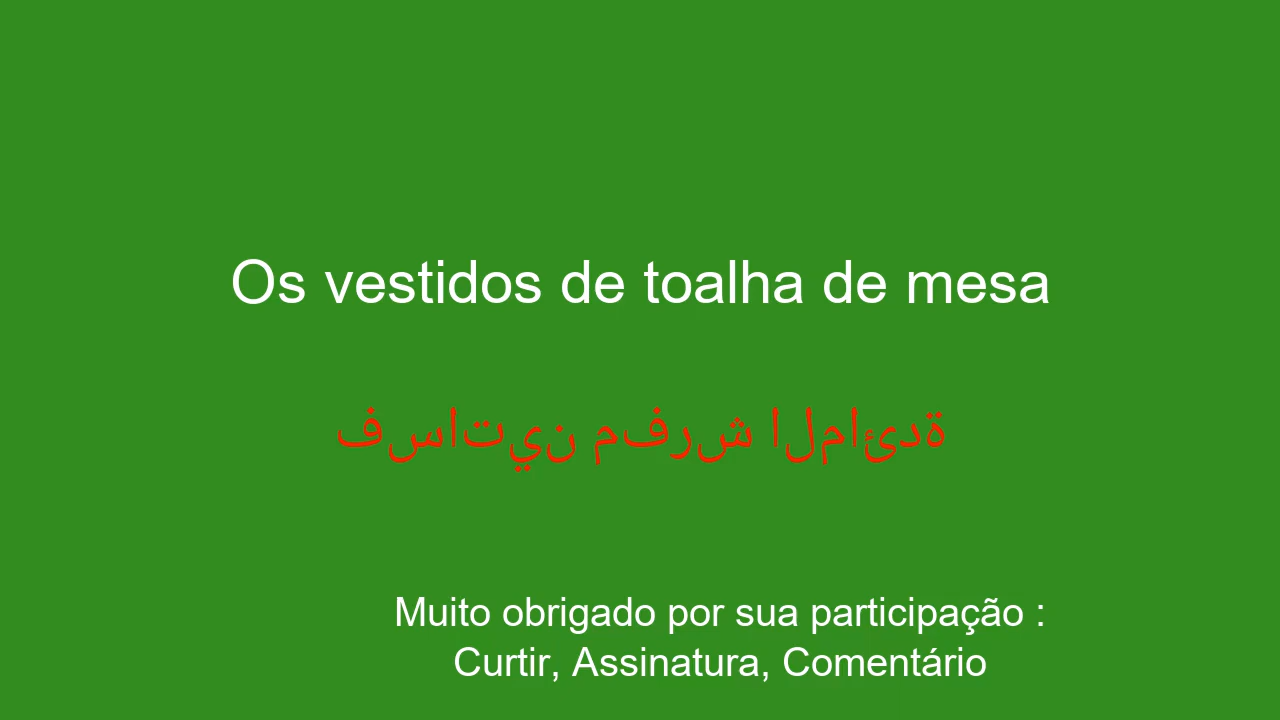 Os vestidos de toalha de mesa
فساتين مفرش المائدة
Muito obrigado por sua participação :
Curtir, Assinatura, Comentário